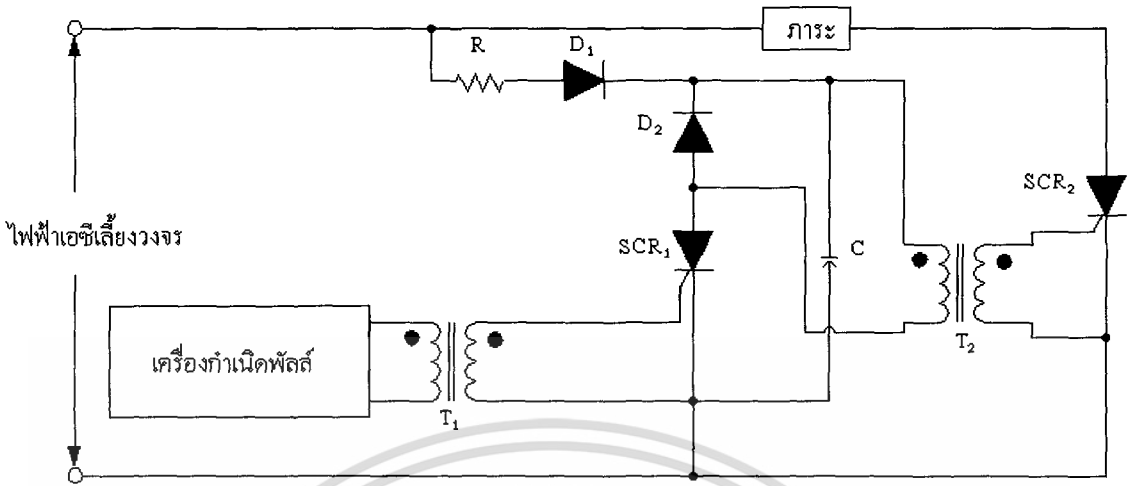 ภาระ
R
D₁
D₂
SCR₂
ไฟฟ้าเอซีเลี้ยงวงจร
SCR₁
C
T₂
เครื่องกำเนิดพัลส์
T₁